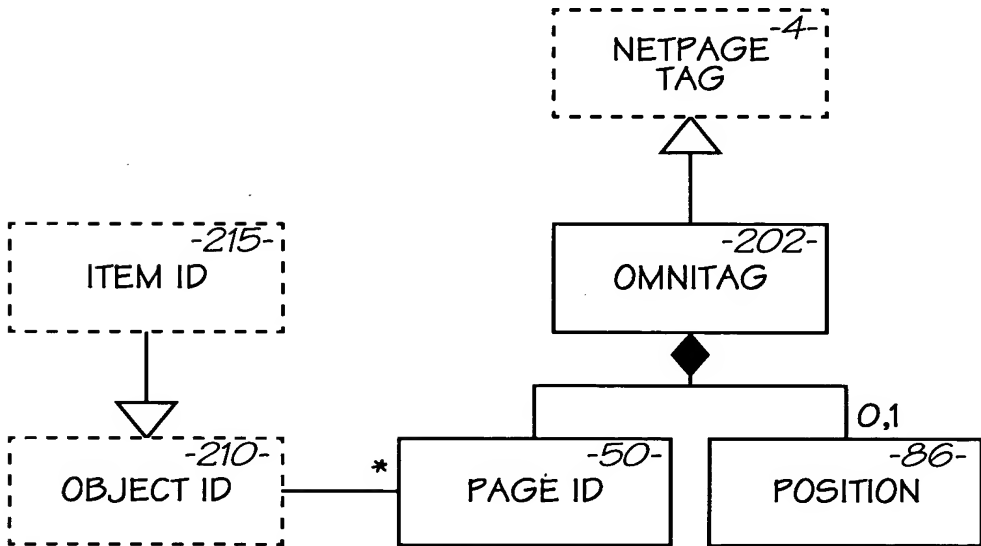 -4-
NETPAGE
TAG
-215-
ITEM ID
-202-
OMNITAG
0,1
-210-
OBJECT ID
*
-50-
PAGE ID
-86-
POSITION